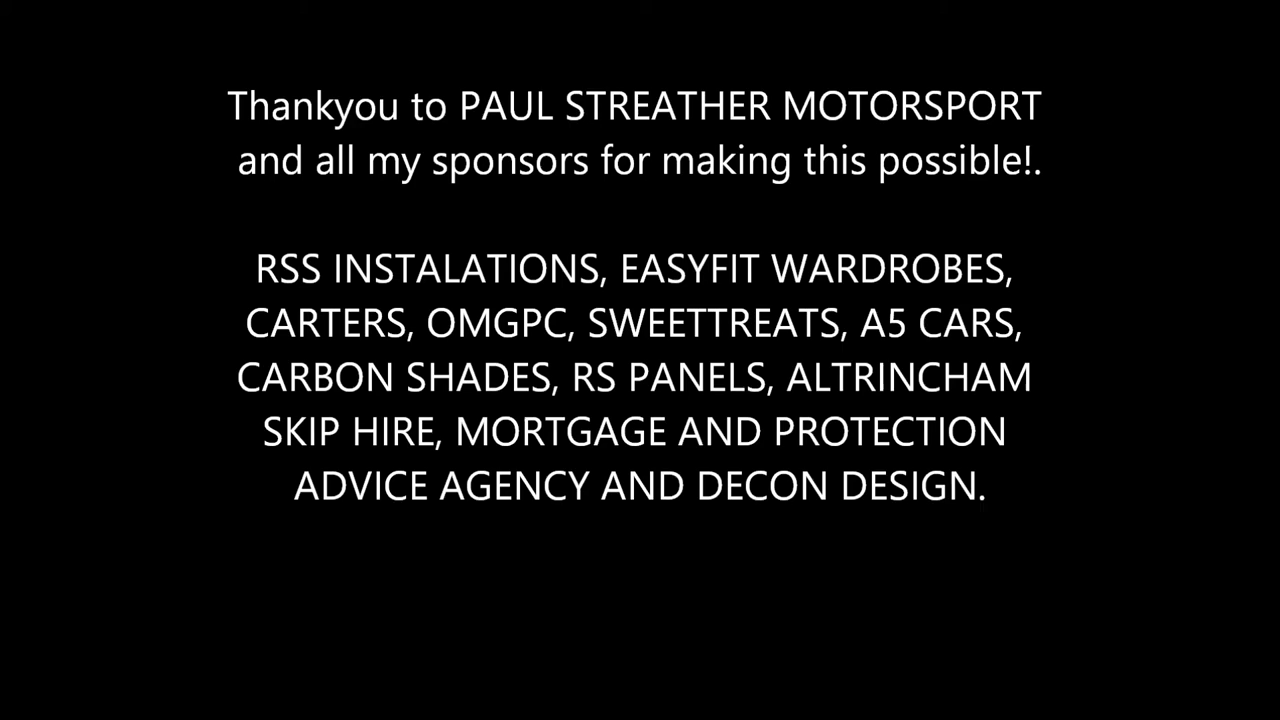 Thankyou to PAUL STREATHER MOTORSPORT
and all my sponsors for making this possible!.
RSS INSTALATIONS, EASYFIT WARDROBES,
CARTERS, OMGPC, SWEETTREATS, A5 CARS,
CARBON SHADES, RS PANELS, ALTRINCHAM
SKIP HIRE, MORTGAGE AND PROTECTION
ADVICE AGENCY AND DECON DESIGN.